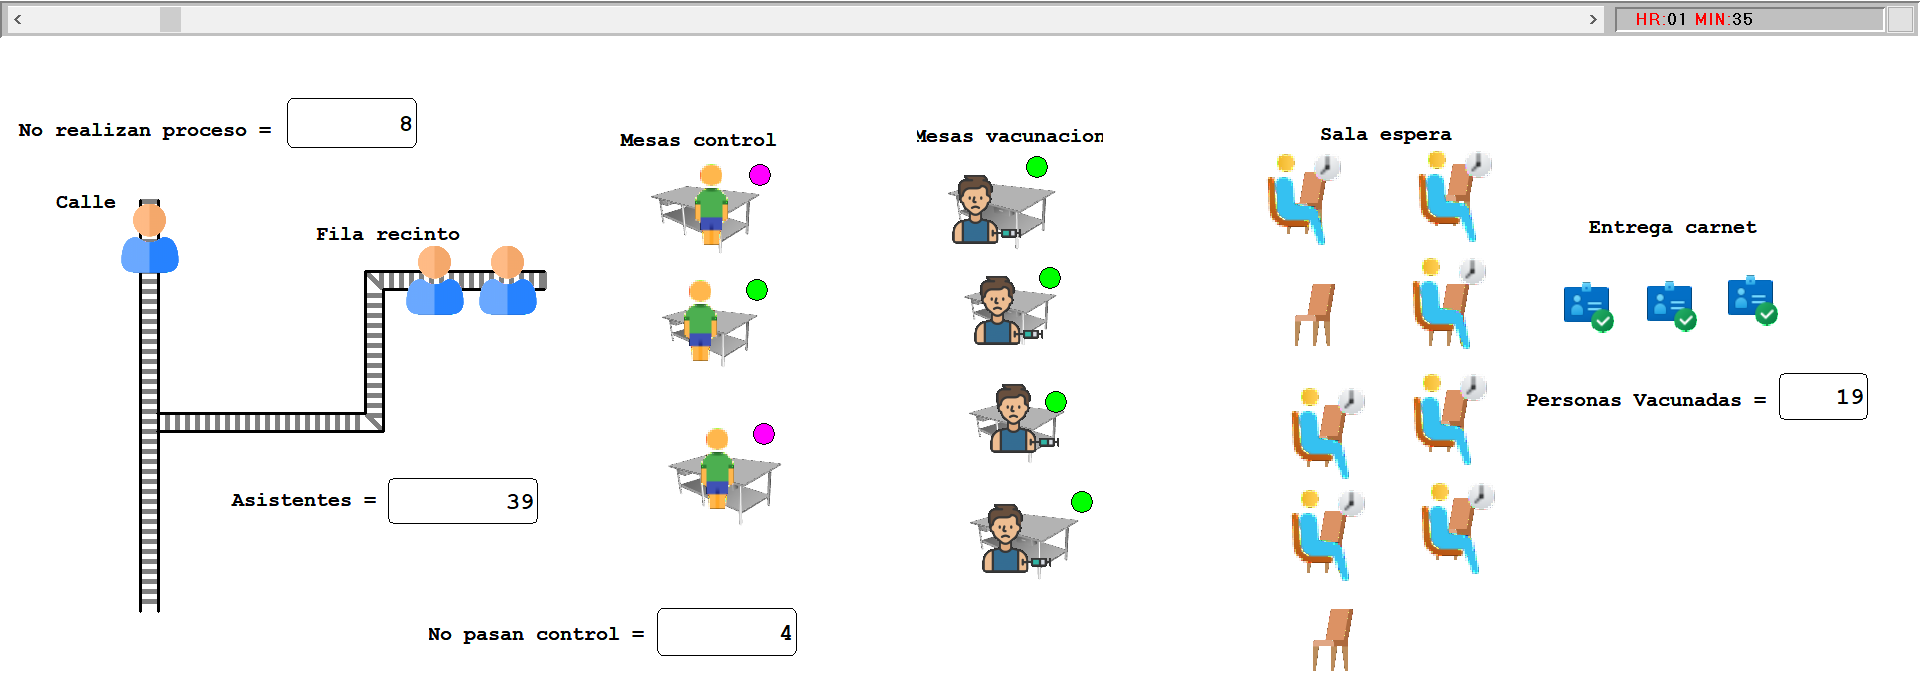 HR:01 MIN:35
No realizan proceso = 8
Mesas control
Mesas vacunacion
Sala espera
Calle
Fila recinto
Entrega carnet
Personas Vacunadas = 19
Asistentes = 39
No pasan control = 4